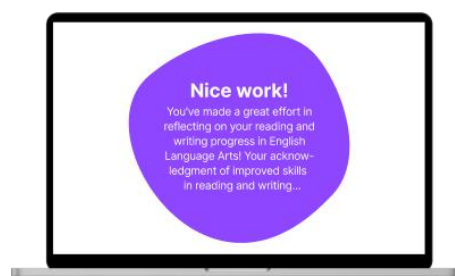 Nice work!
You've made a great effort in
reflecting on your reading and
writing progress in English
Language Arts! Your acknow-
ledgment of improved skills
in reading and writing...